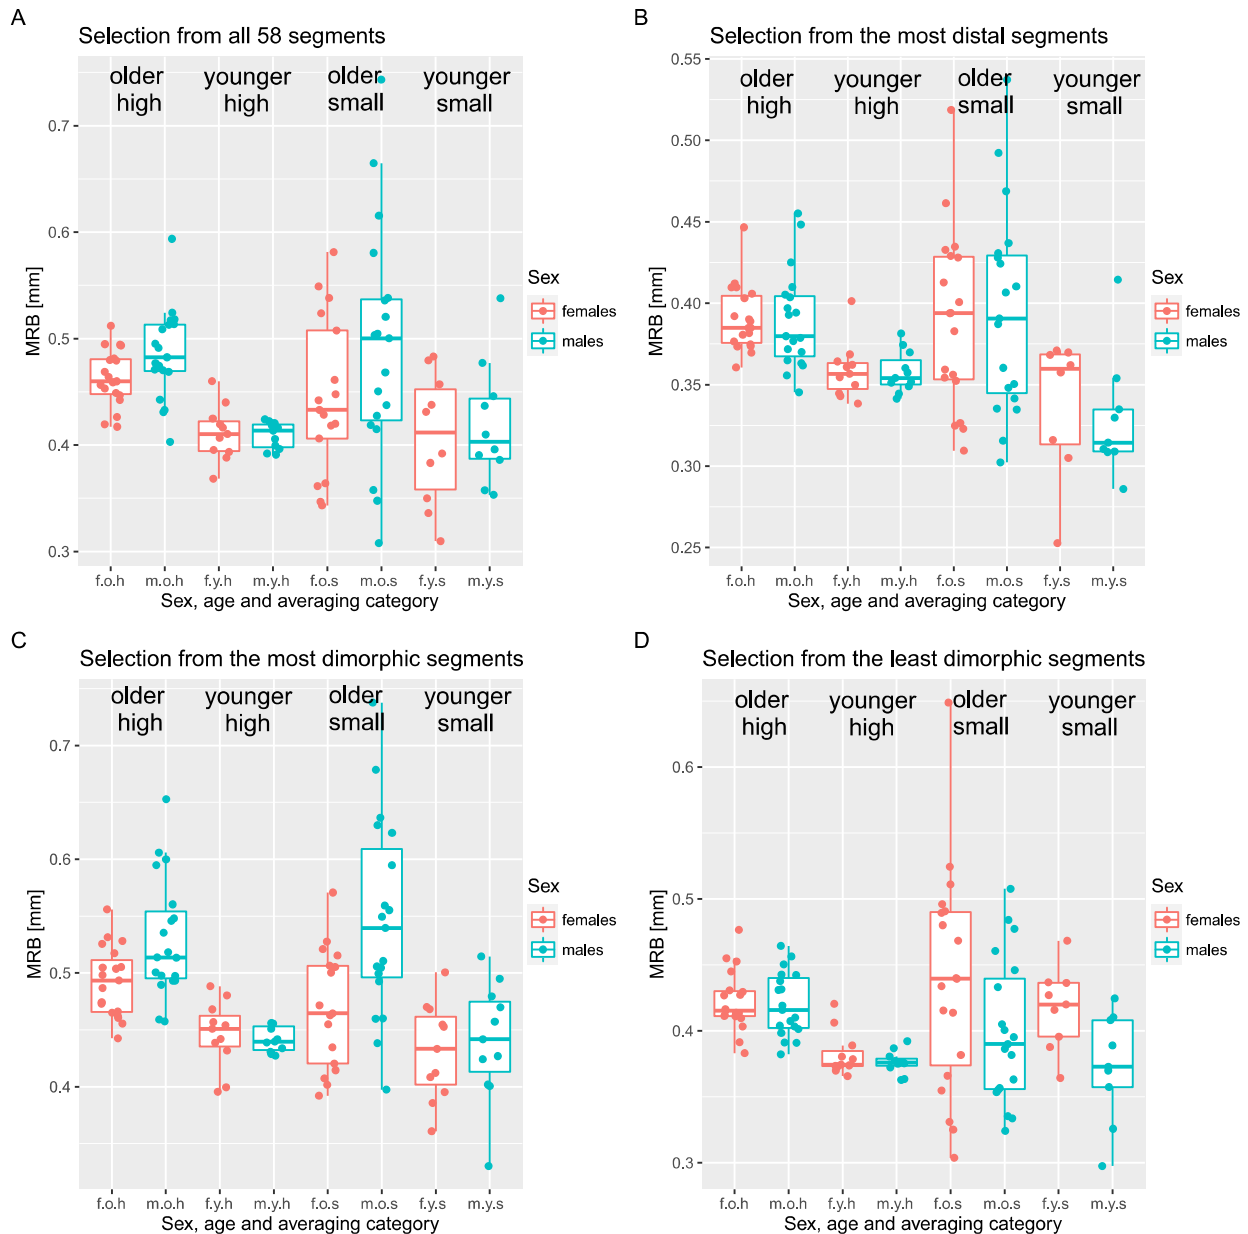 A
Selection from all 58 segments
older
high
younger
high
older
small
younger
small
0.7
0.6
0.5
0.4
0.3
MRB [mm]
f.o.h m.o.h f.y.h m.y.h f.o.s m.o.s f.y.s m.y.s
Sex, age and averaging category
Sex
females
males
B
Selection from the most distal segments
older
high
younger
high
older
small
younger
small
0.55
0.50
0.45
0.40
0.35
0.30
0.25
MRB [mm]
f.o.h m.o.h f.y.h m.y.h f.o.s m.o.s f.y.s m.y.s
Sex, age and averaging category
Sex
females
males
C
Selection from the most dimorphic segments
older
high
younger
high
older
small
younger
small
0.7
0.6
0.5
0.4
MRB [mm]
f.o.h m.o.h f.y.h m.y.h f.o.s m.o.s f.y.s m.y.s
Sex, age and averaging category
Sex
females
males
D
Selection from the least dimorphic segments
older
high
younger
high
older
small
younger
small
0.6
0.5
0.4
0.3
MRB [mm]
f.o.h m.o.h f.y.h m.y.h f.o.s m.o.s f.y.s m.y.s
Sex, age and averaging category
Sex
females
males